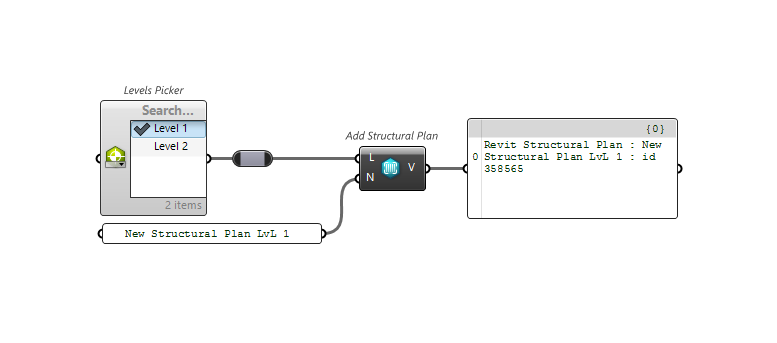 Levels Picker
Search...
Level 1
Level 2
2 items
New Structural Plan LvL 1
Add Structural Plan
L
N
V
{0}
0
Revit Structural Plan : New
Structural Plan LvL 1 : id
358565